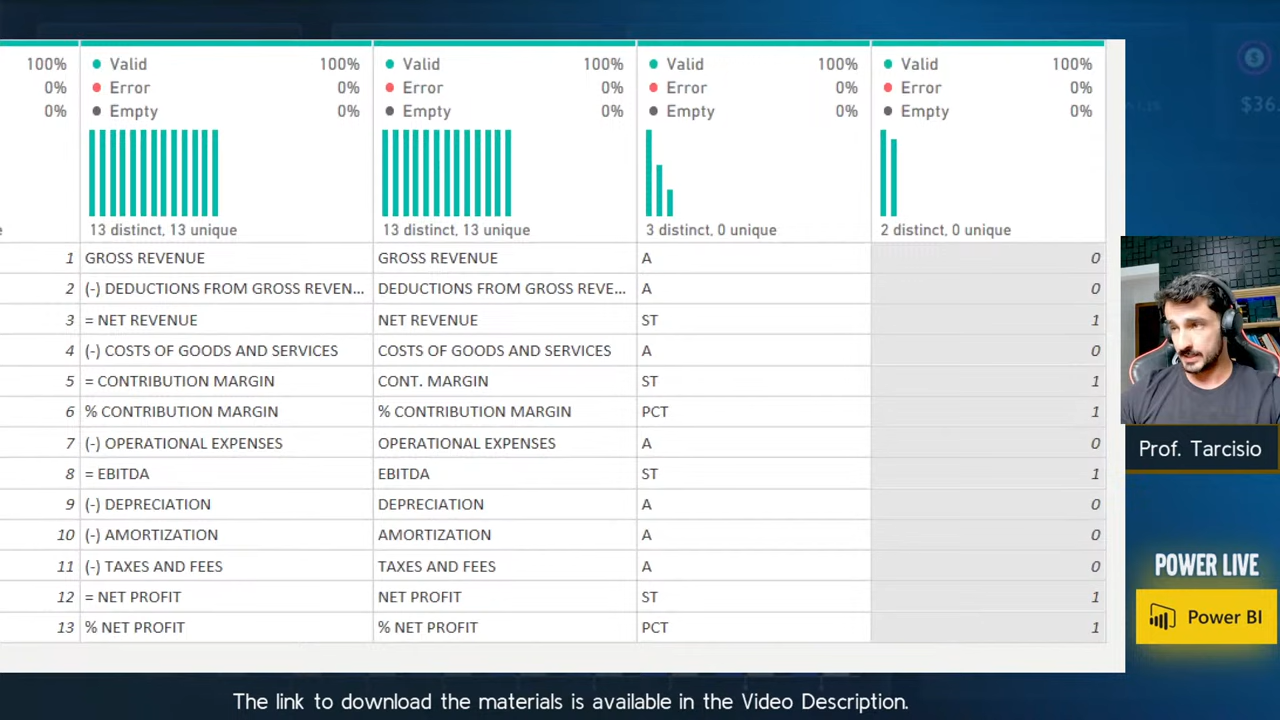 100% Valid 100% Valid 100% Valid 100% Valid 100%
0% Error 0% Error 0% Error 0% Error 0%
0% Empty 0% Empty 0% Empty 0% Empty 0%
13 distinct, 13 unique 13 distinct, 13 unique 3 distinct, 0 unique 2 distinct, 0 unique
1 GROSS REVENUE GROSS REVENUE A 0
2 (-) DEDUCTIONS FROM GROSS REVEN... DEDUCTIONS FROM GROSS REVE... A 0
3 = NET REVENUE NET REVENUE ST 1
4 (-) COSTS OF GOODS AND SERVICES COSTS OF GOODS AND SERVICES A 0
5 = CONTRIBUTION MARGIN CONT. MARGIN ST 1
6 % CONTRIBUTION MARGIN % CONTRIBUTION MARGIN PCT 1
7 (-) OPERATIONAL EXPENSES OPERATIONAL EXPENSES A 0
8 = EBITDA EBITDA ST 1
9 (-) DEPRECIATION DEPRECIATION A 0
10 (-) AMORTIZATION AMORTIZATION A 0
11 (-) TAXES AND FEES TAXES AND FEES A 0
12 = NET PROFIT NET PROFIT ST 1
13 % NET PROFIT % NET PROFIT PCT 1
$36.
Prof. Tarcisio
POWER LIVE
Power BI
The link to download the materials is available in the Video Description.